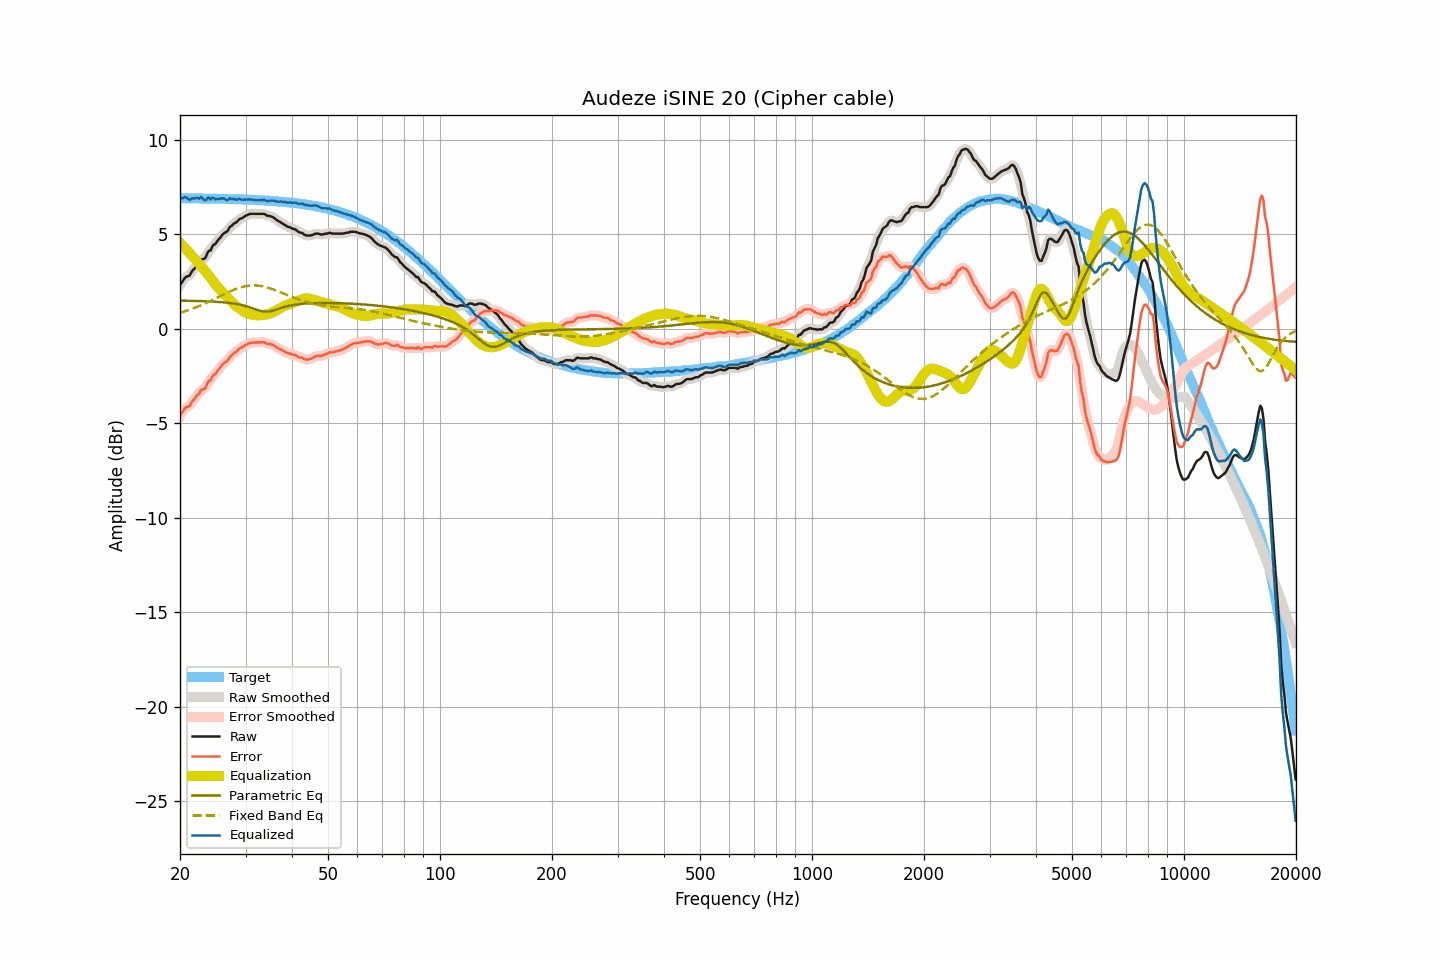 Audeze iSINE 20 (Cipher cable)
10
5
0
−5
−10
−15
−20
−25
Amplitude (dBr)
Target
Raw Smoothed
Error Smoothed
Raw
Error
Equalization
Parametric Eq
Fixed Band Eq
Equalized
20 50 100 200 500 1000 2000 5000 10000 20000
Frequency (Hz)